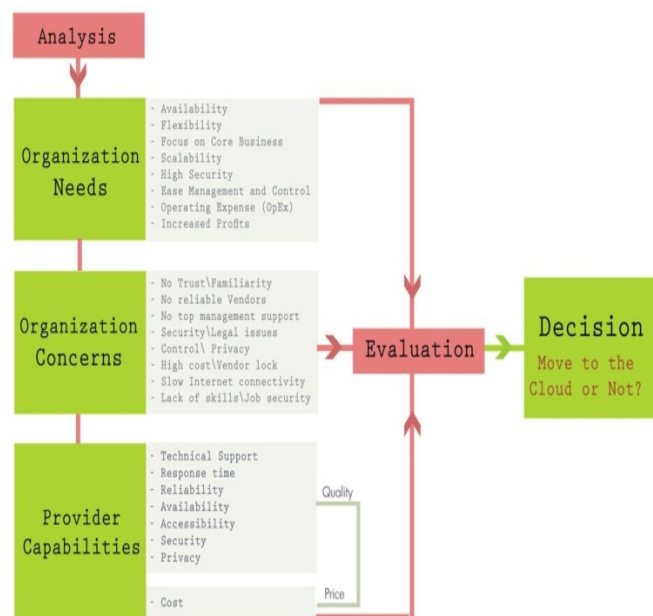 Analysis
Organization
Needs
- Availability
- Flexibility
- Focus on Core Business
- Scalability
- High Security
- Ease Management and Control
- Operating Expense (OpEx)
- Increased Profits
Organization
Concerns
- No Trust\Familiarity
- No reliable Vendors
- No top management support
- Security\Legal issues
- Control\ Privacy
- High cost\Vendor lock
- Slow Internet connectivity
- Lack of skills\Job security
Evaluation
Decision
Move to the
Cloud or Not?
Provider
Capabilities
- Technical Support
- Response time
- Reliability
- Availability
- Accessibility
- Security
- Privacy
Quality
Price
- Cost